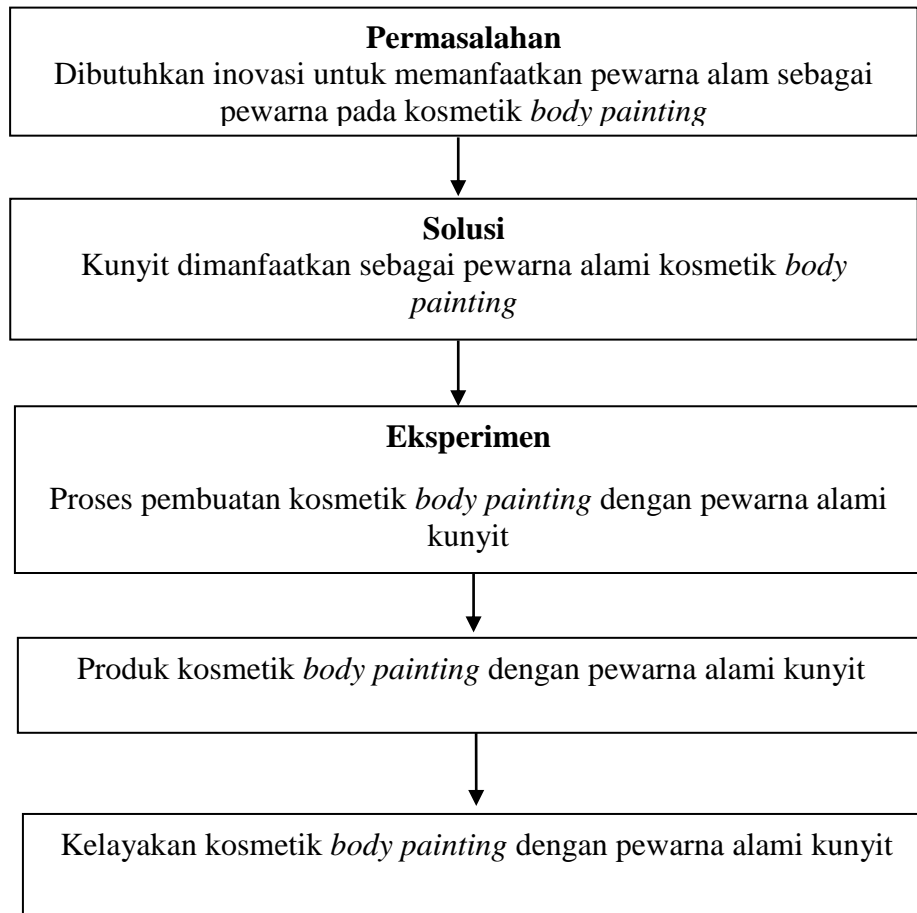 Permasalahan
Dibutuhkan inovasi untuk memanfaatkan pewarna alam sebagai
pewarna pada kosmetik body painting
Solusi
Kunyit dimanfaatkan sebagai pewarna alami kosmetik body
painting
Eksperimen
Proses pembuatan kosmetik body painting dengan pewarna alami
kunyit
Produk kosmetik body painting dengan pewarna alami kunyit
Kelayakan kosmetik body painting dengan pewarna alami kunyit